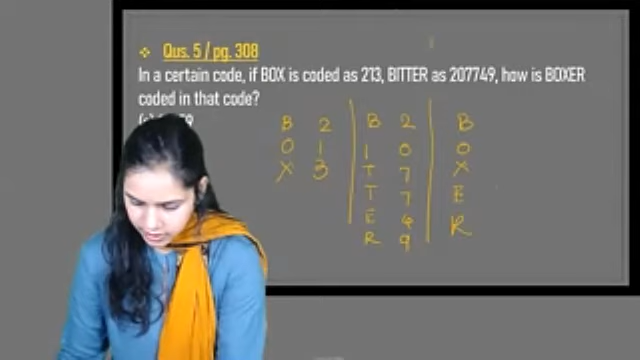 ❖ Qus. 5 / pg. 308
In a certain code, if BOX is coded as 213, BITTER as 207749, how is BOXER
coded in that code?
B 2 B 2 B
O 1 I 0 O
X 3 T 7 X
T 7 E
E 4 R
R 9